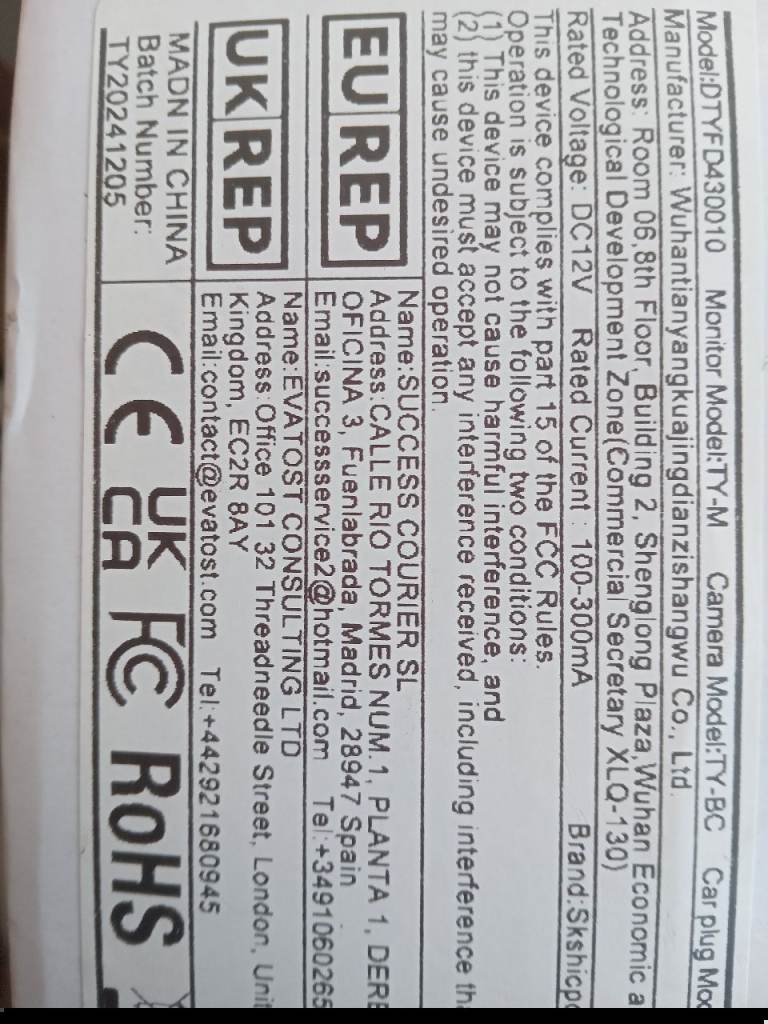 Model:DTYFD430010 Monitor Model:TY-M Camera Model:TY-BC Car plug
Manufacturer: Wuhantianyangkuajingdianzishangwu Co., Ltd.
Address: Room 06,8th Floor, Building 2, Shenglong Plaza,Wuhan Economic
Technological Development Zone(Commercial Secretary XLQ-130)
Rated Voltage: DC12V Rated Current: 100-300mA Brand:Skshicp
This device complies with part 15 of the FCC Rules.
Operation is subject to the following two conditions:
(1) This device may not cause harmful interference, and
(2) this device must accept any interference received, including interference
may cause undesired operation.
EU REP
Name:SUCCESS COURIER SL
Address:CALLE RIO TORMES NUM.1, PLANTA 1, DERE
OFICINA 3, Fuenlabrada, Madrid, 28947 Spain
Email:successservice2@hotmail.com Tel:+3491060265
UK REP
Name:EVATOST CONSULTING LTD
Address:Office 101 32 Threadneedle Street, London, Unit
Kingdom, EC2R 8AY
Email:contact@evatost.com Tel:+442921680945
MADN IN CHINA
Batch Number:
TY20241205
CE UK
CA FC RoHS